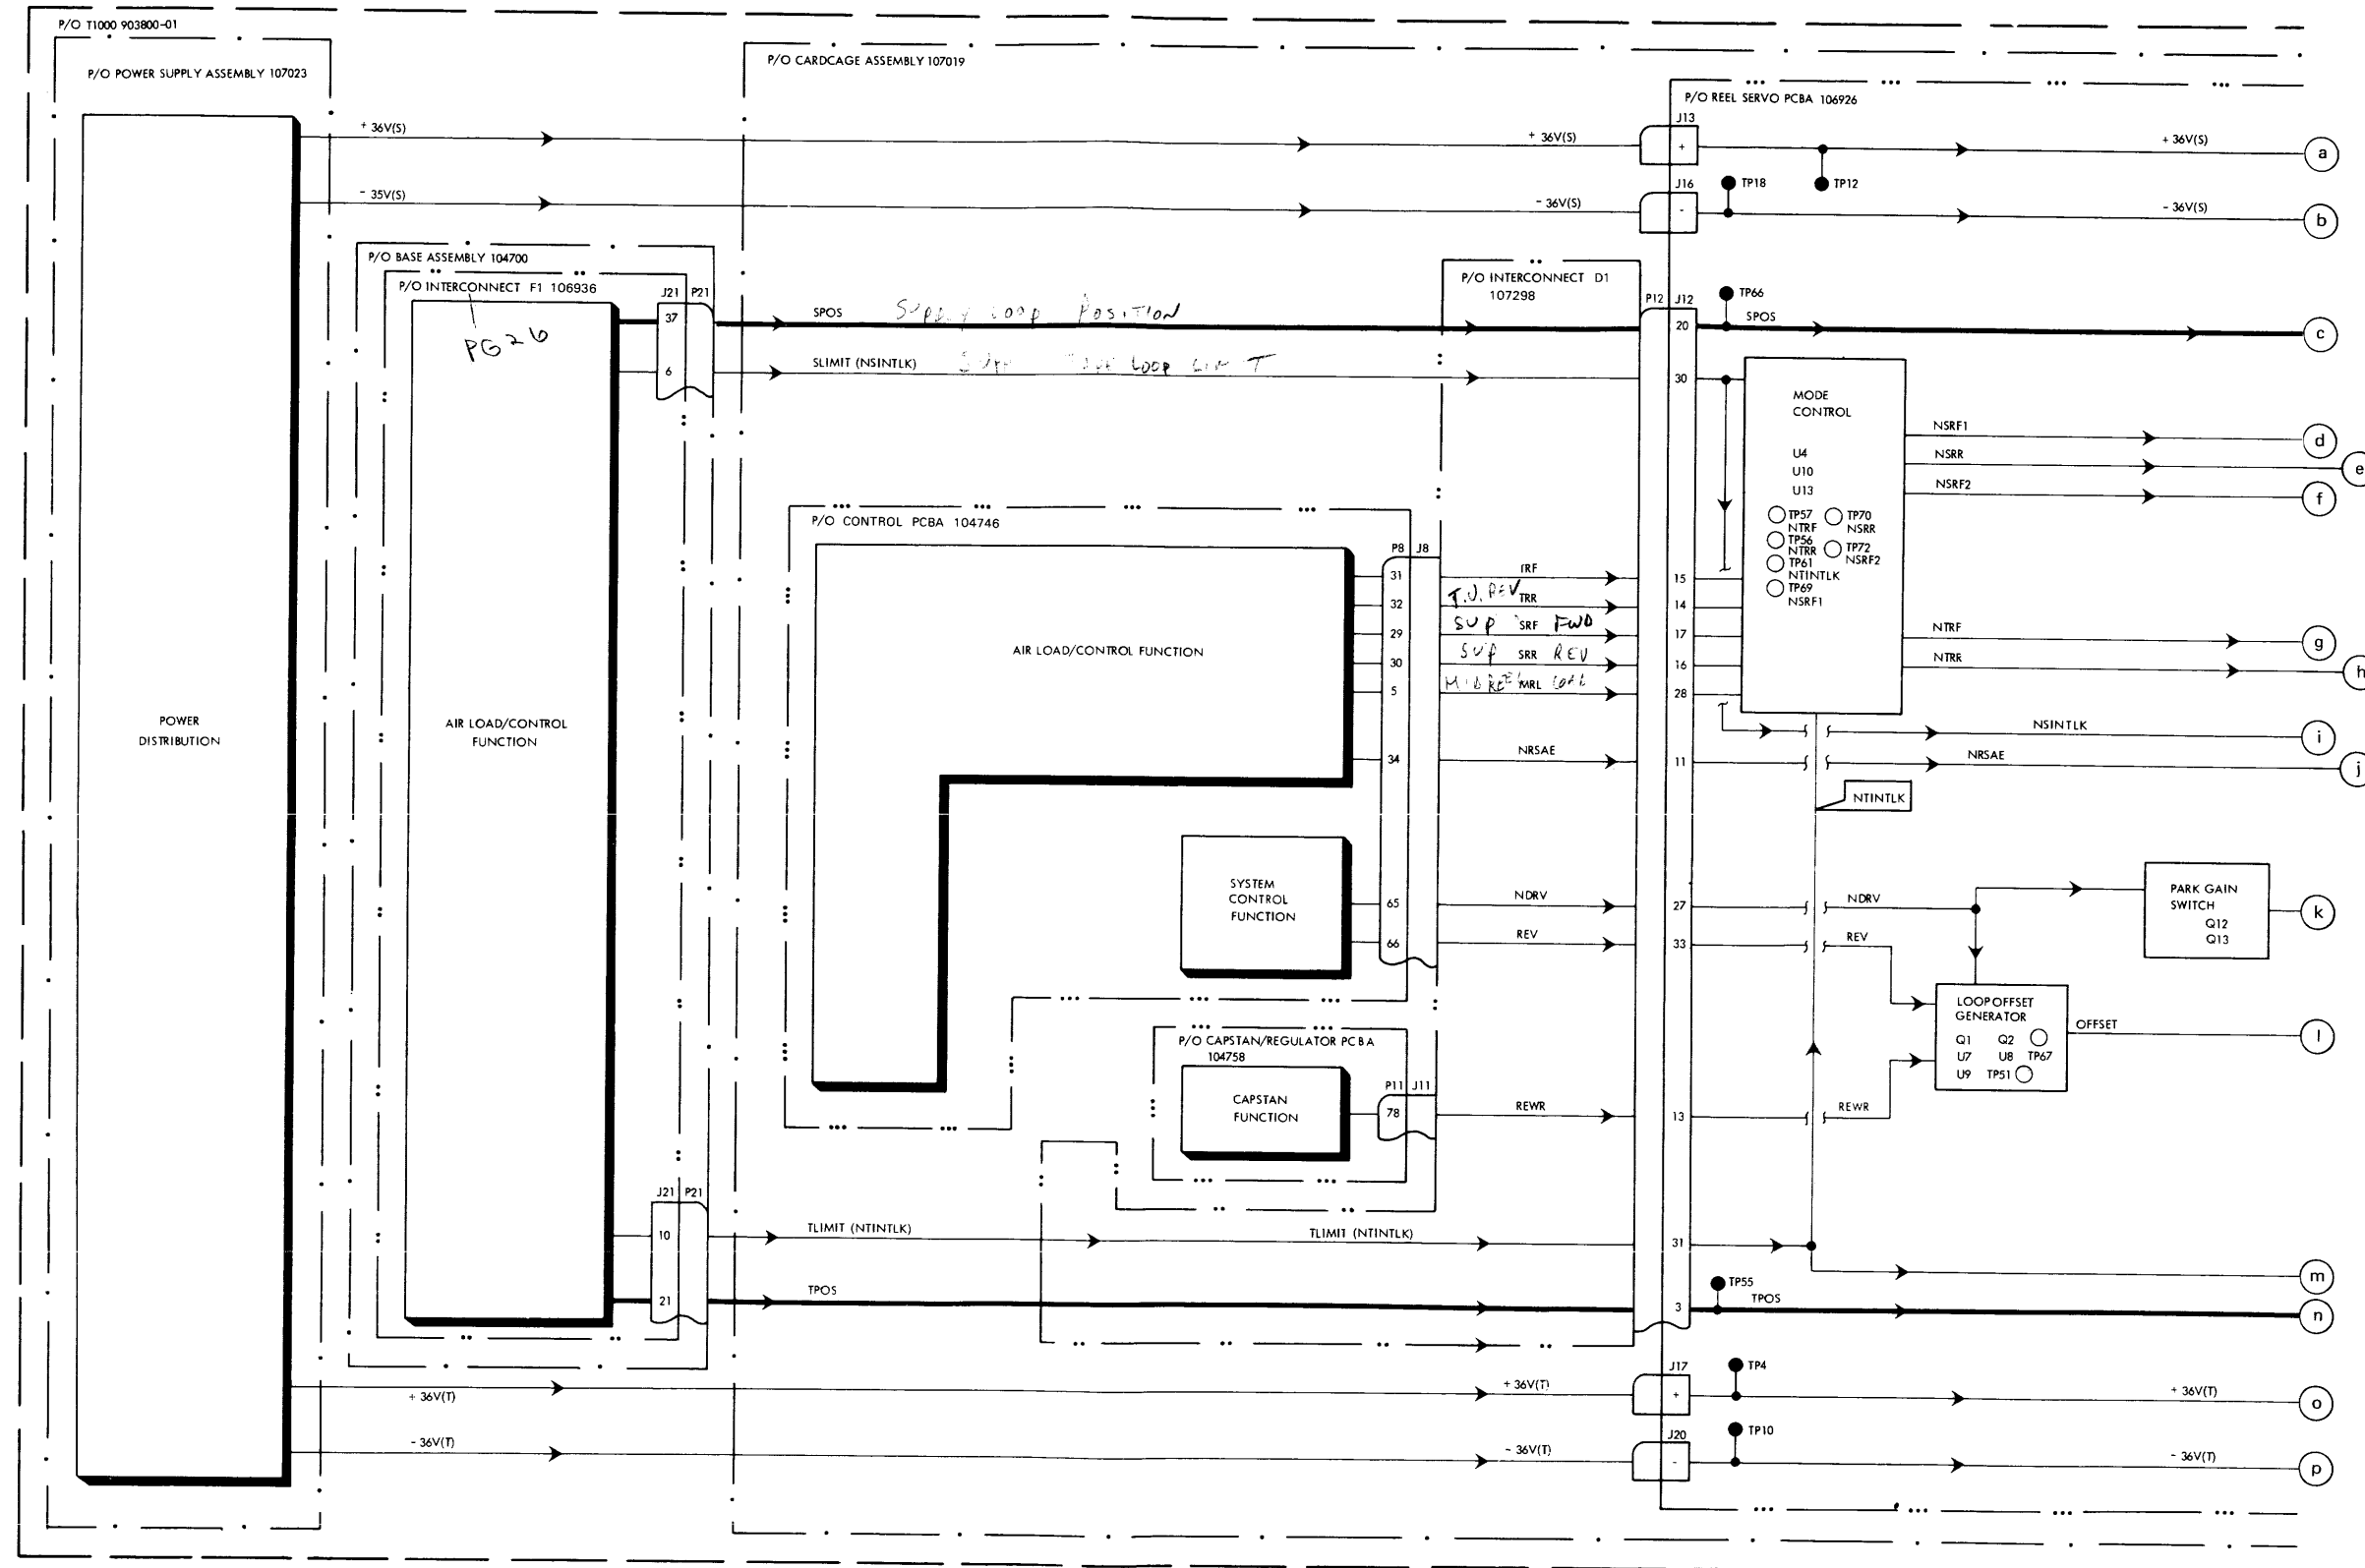 P/O T1000 903800-01
P/O POWER SUPPLY ASSEMBLY 107023
POWER
DISTRIBUTION
+ 36V(S)
- 35V(S)
P/O CARDCAGE ASSEMBLY 107019
+ 36V(S)
- 36V(S)
P/O REEL SERVO PCBA 106926
J13
+
+ 36V(S)
a
TP12
J16
-
TP18
- 36V(S)
b
P/O BASE ASSEMBLY 104700
P/O INTERCONNECT F1 106936
PG 26
AIR LOAD/CONTROL
FUNCTION
J21 P21
37
6
SPOS
LOOP POSITION
SLIMIT (NSINTLK)
LOOP
P/O INTERCONNECT D1
107298
P12 J12
20
TP66
SPOS
c
30
MODE
CONTROL
U4
U10
U13
TP57
NTRF
TP70
NSRR
TP56
NTRR
TP72
NSRF2
TP61
NTINTLK
TP69
NSRF1
NSRF1
d
NSRR
e
NSRF2
f
P/O CONTROL PCBA 104746
AIR LOAD/CONTROL FUNCTION
P8 J8
31
32
29
30
5
34
T.U. REV TRR
SUP SRF FWD
SUP SRR REV
MRL
NRSAE
15
14
17
16
28
11
NTRF
g
NTRR
h
NSINTLK
i
NRSAE
j
NTINTLK
SYSTEM
CONTROL
FUNCTION
65
66
NDRV
REV
27
33
NDRV
REV
PARK GAIN
SWITCH
Q12
Q13
k
LOOP OFFSET
GENERATOR
Q1 Q2
U7 U8 TP67
U9 TP51
OFFSET
l
P/O CAPSTAN/REGULATOR PCBA
104758
CAPSTAN
FUNCTION
P11 J11
78
REWR
13
REWR
J21 P21
10
21
TLIMIT (NTINTLK)
TLIMIT (NTINTLK)
31
m
TPOS
3
TP55
TPOS
n
+ 36V(T)
+ 36V(T)
J17
+
TP4
+ 36V(T)
o
- 36V(T)
- 36V(T)
J20
-
TP10
- 36V(T)
p